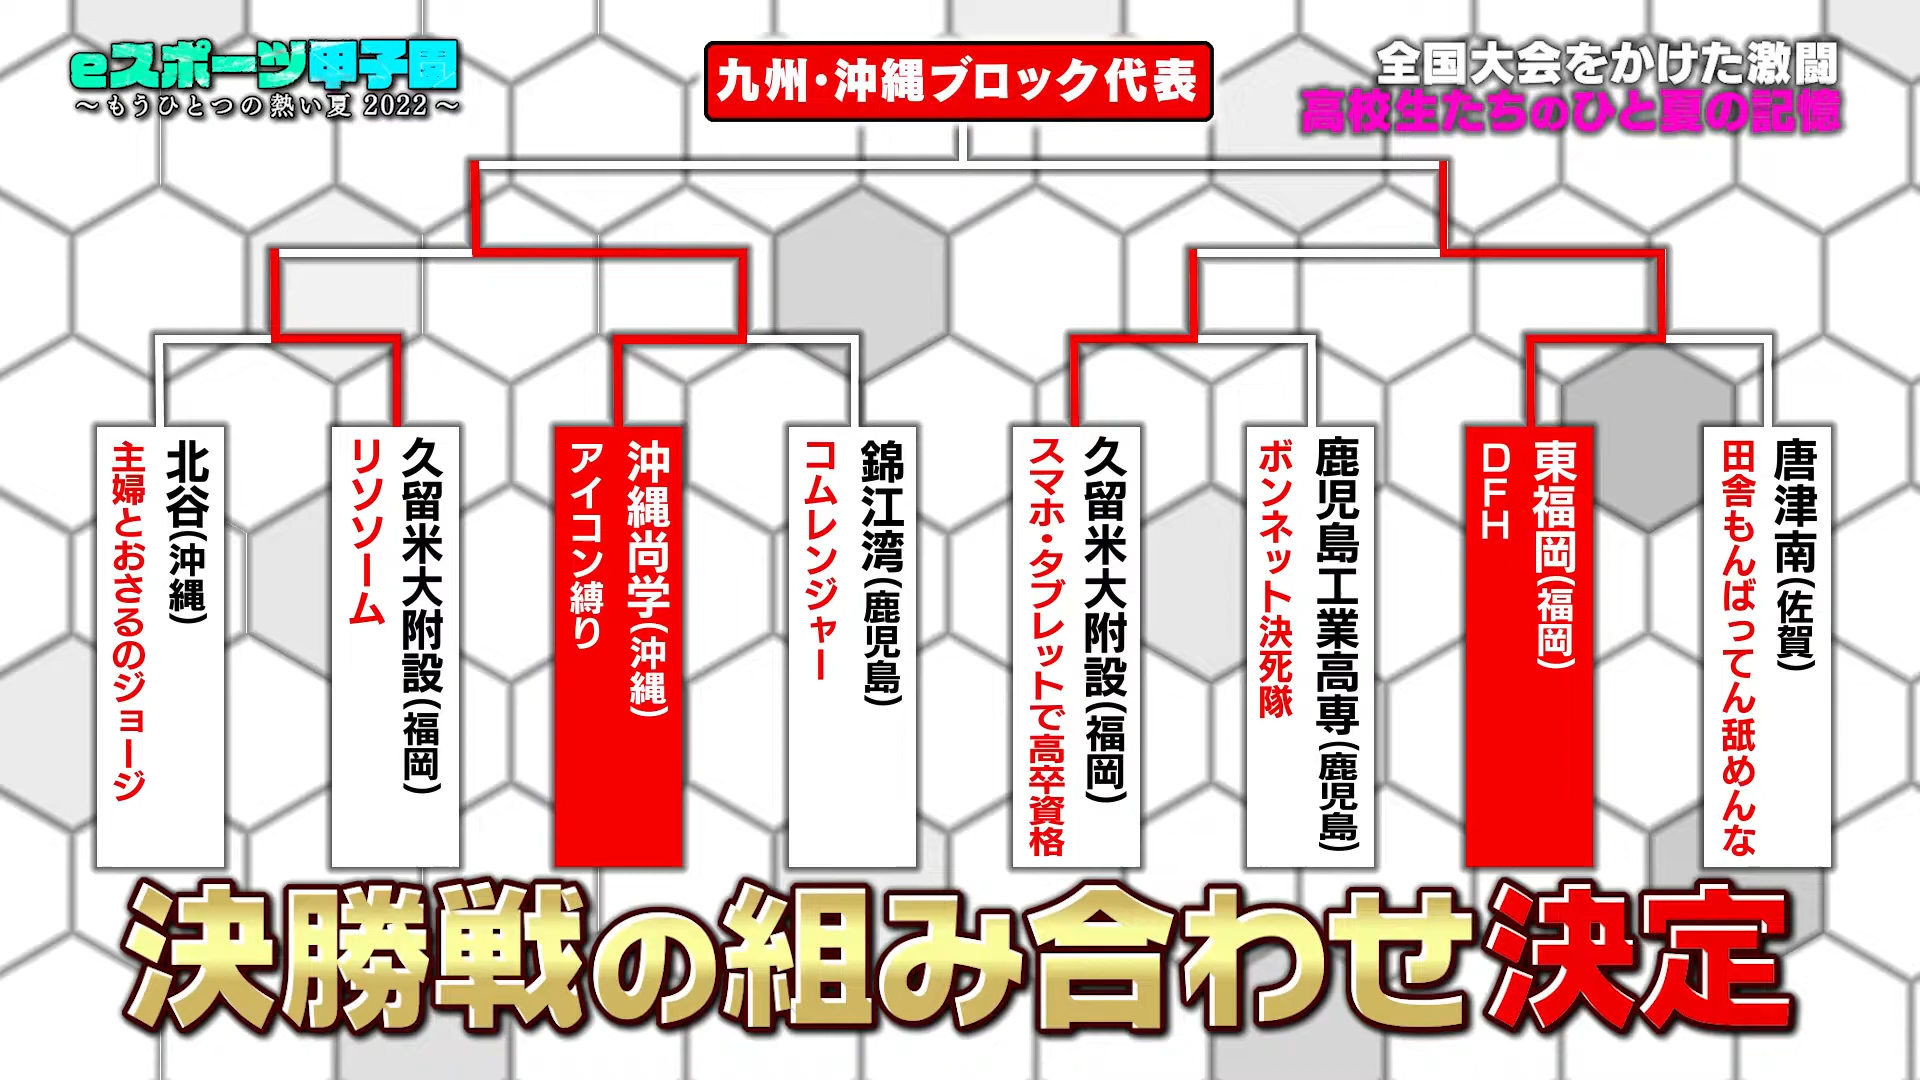 eスポーツ甲子園
～もうひとつの熱い夏 2022～
九州・沖縄ブロック代表
全国大会をかけた激闘
高校生たちのひと夏の記憶
北谷(沖縄)
主婦とおさるのジョージ
久留米大附設(福岡)
リソソーム
沖縄尚学(沖縄)
アイコン縛り
錦江湾(鹿児島)
コムレンジャー
久留米大附設(福岡)
スマホ・タブレットで高卒資格
鹿児島工業高専(鹿児島)
ボンネット決死隊
東福岡(福岡)
DFH
唐津南(佐賀)
田舎もんばってん舐めんな
決勝戦の組み合わせ決定